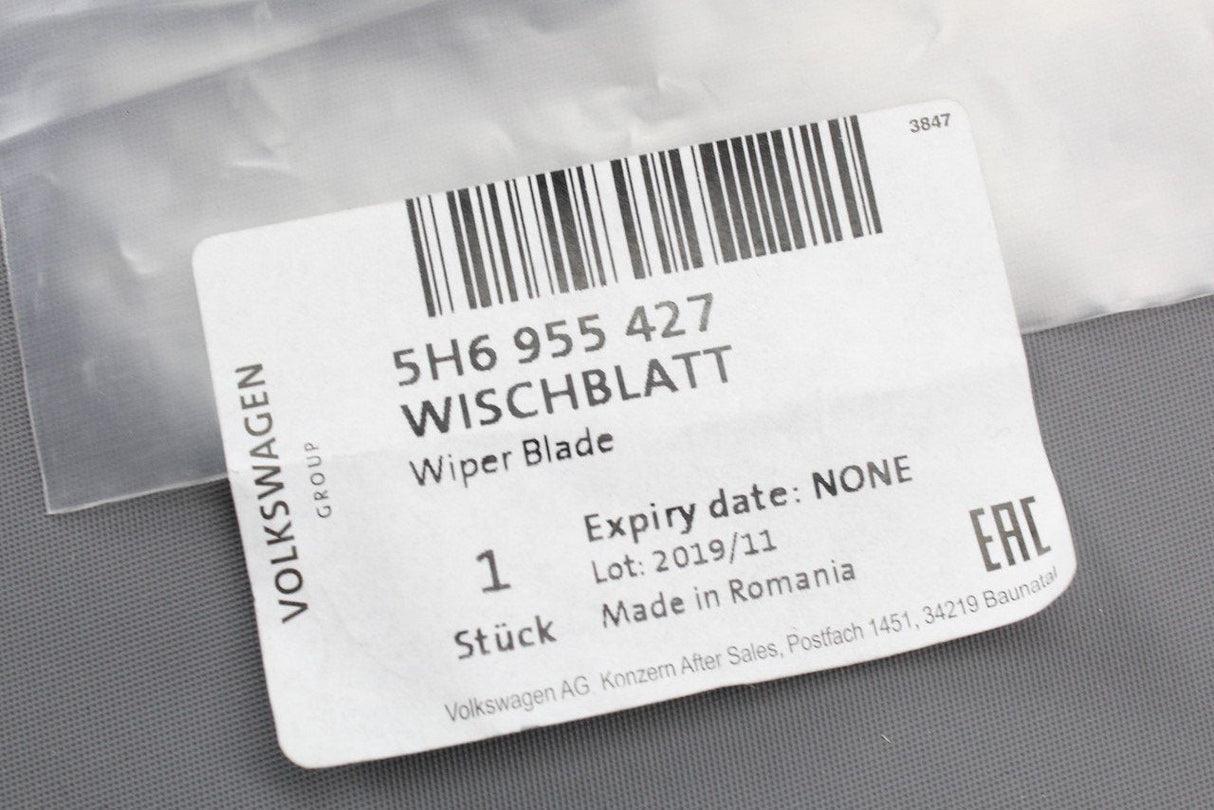 3847
5H6 955 427
WISCHBLATT
Wiper Blade
VOLKSWAGEN
GROUP
1
Stück
Expiry date: NONE
Lot: 2019/11
Made in Romania
EAC
Volkswagen AG Konzern After Sales, Postfach 1451, 34219 Baunatal